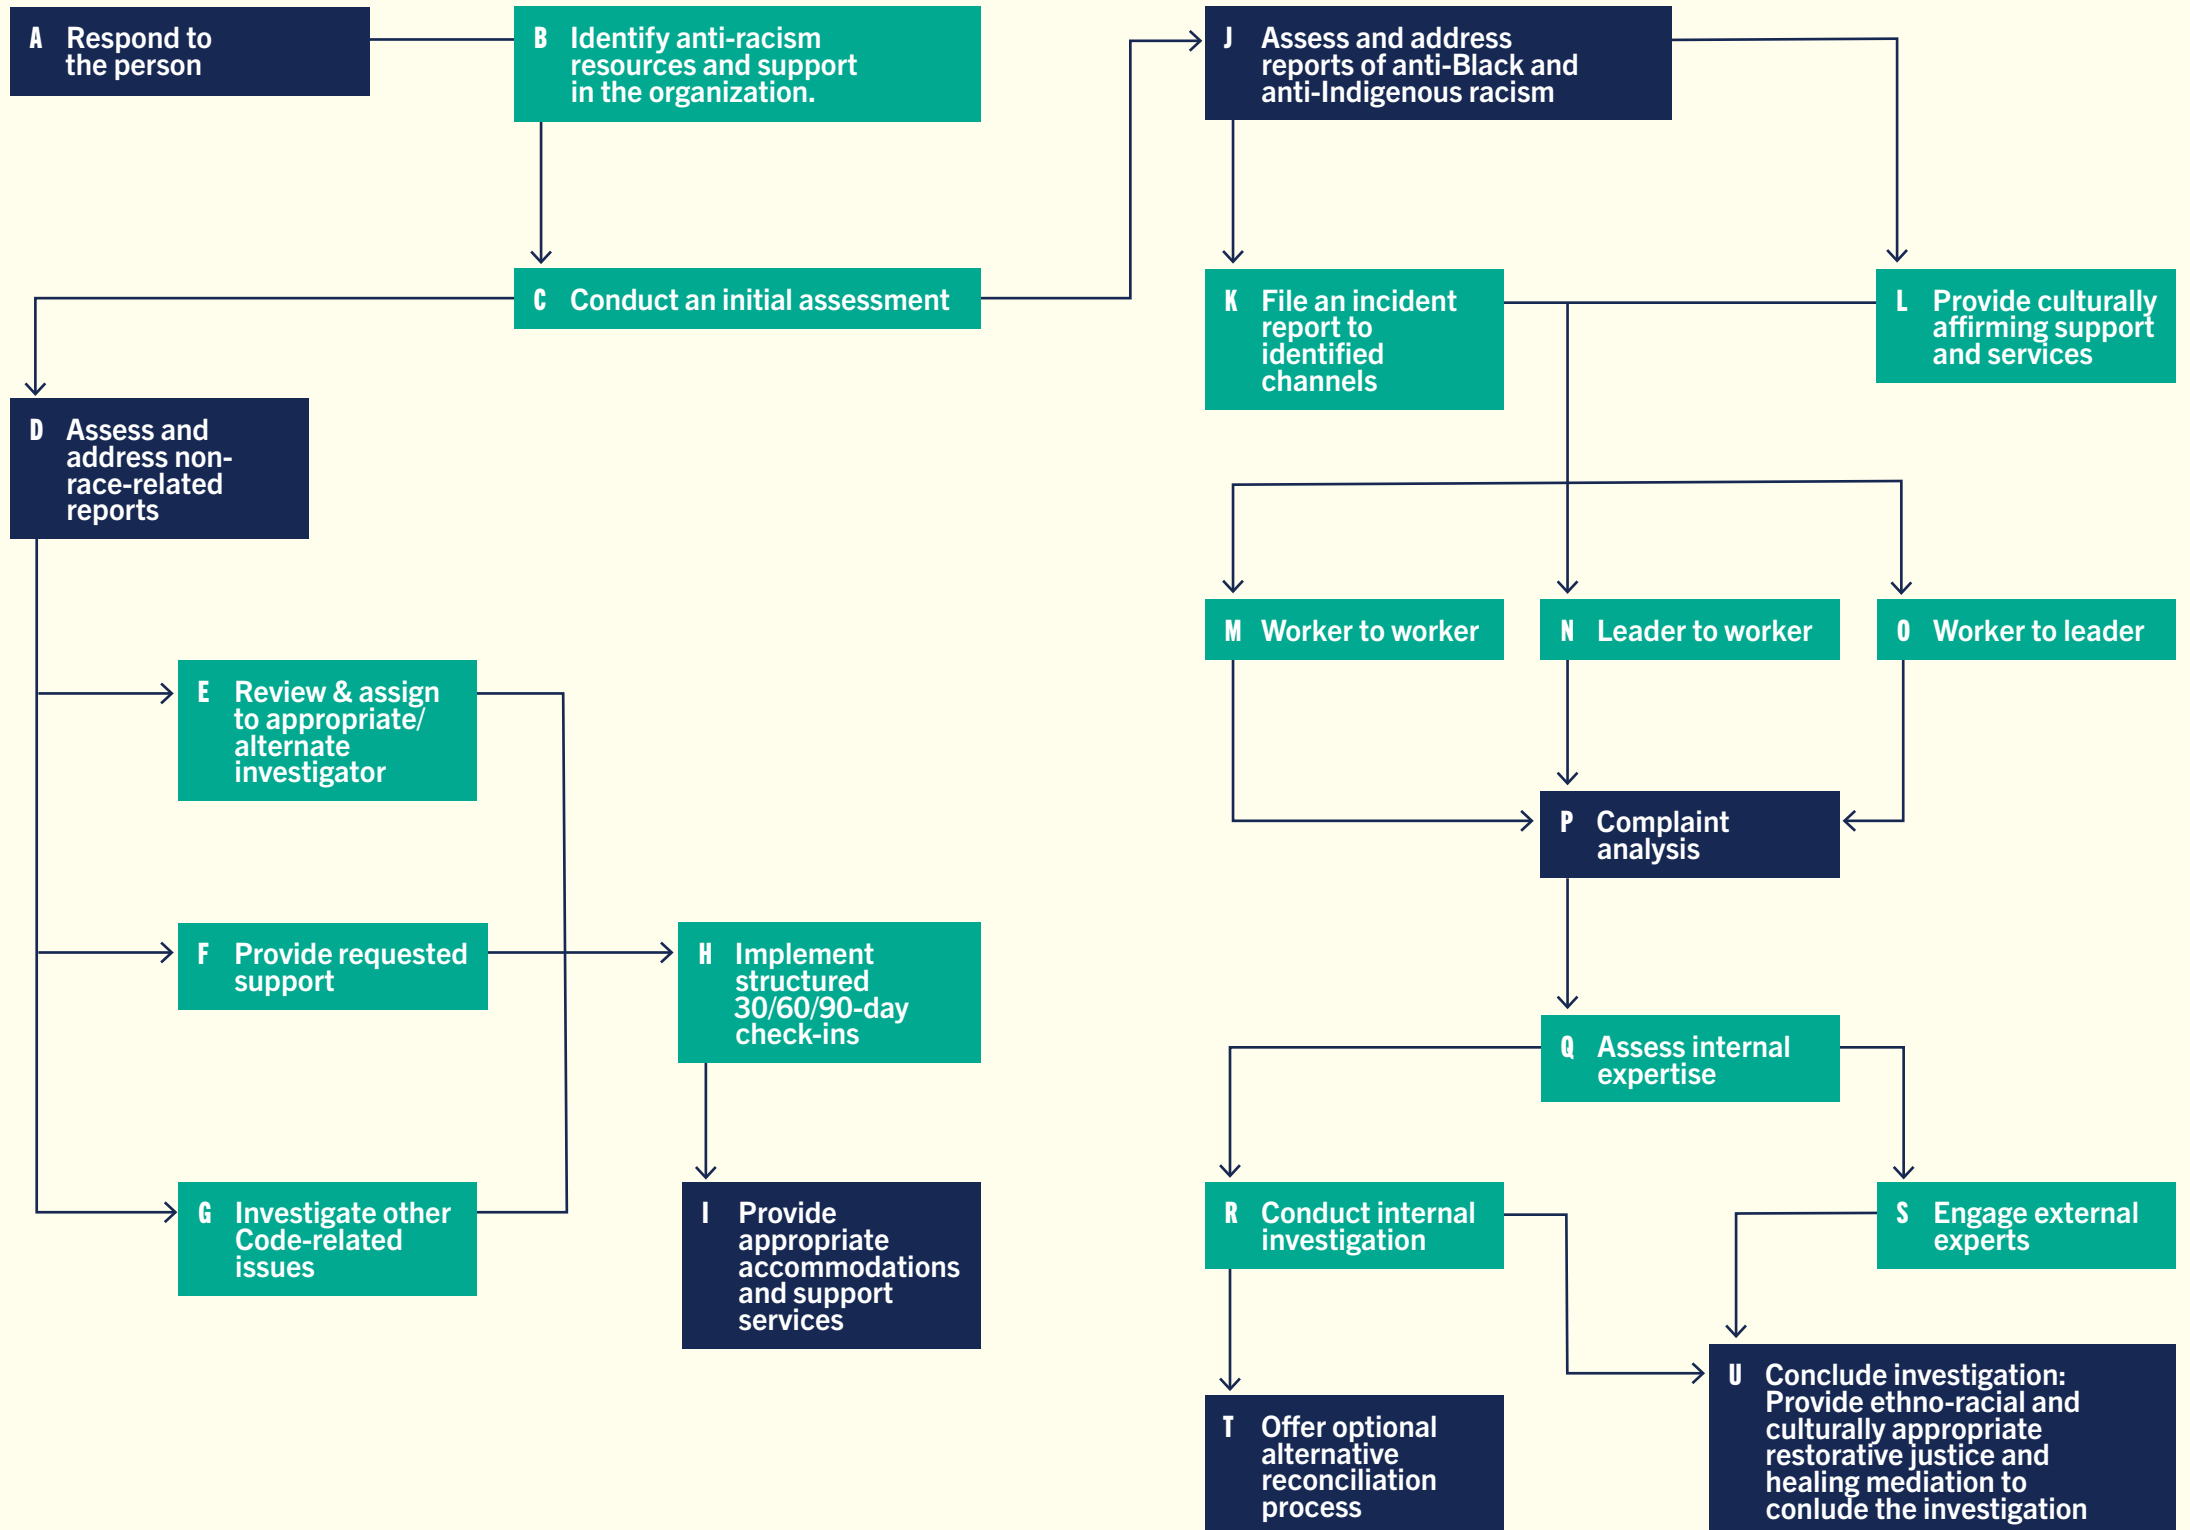 A Respond to
the person
B Identify anti-racism
resources and support
in the organization.
C Conduct an initial assessment
D Assess and
address non-
race-related
reports
E Review & assign
to appropriate/
alternate
investigator
F Provide requested
support
G Investigate other
Code-related
issues
H Implement
structured
30/60/90-day
check-ins
I Provide
appropriate
accommodations
and support
services
J Assess and address
reports of anti-Black and
anti-Indigenous racism
K File an incident
report to
identified
channels
L Provide culturally
affirming support
and services
M Worker to worker
N Leader to worker
O Worker to leader
P Complaint
analysis
Q Assess internal
expertise
R Conduct internal
investigation
S Engage external
experts
T Offer optional
alternative
reconciliation
process
U Conclude investigation:
Provide ethno-racial and
culturally appropriate
restorative justice and
healing mediation to
conlude the investigation